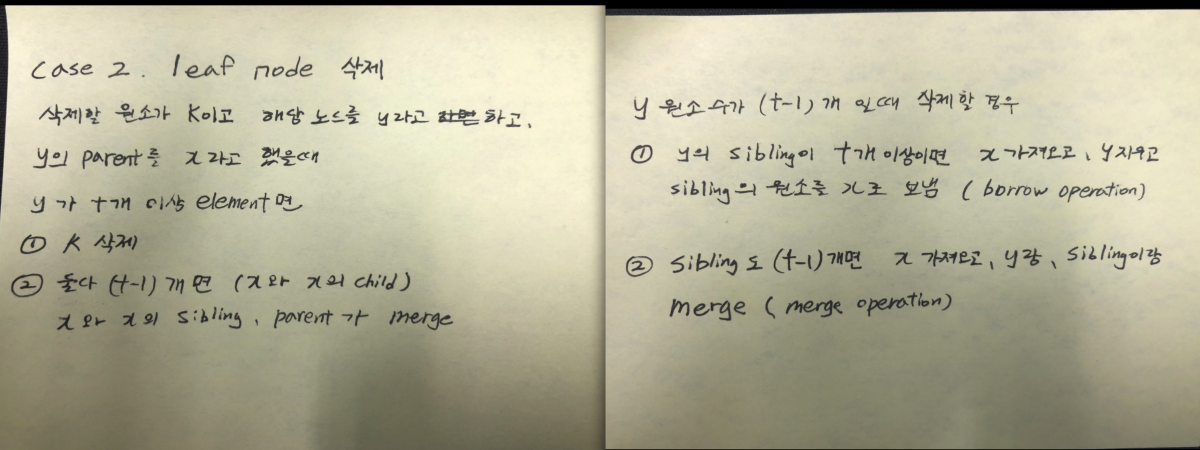 case 2. leaf node 삭제
삭제할 원소가 K이고 해당 노드를 y라고 하고,
y의 parent를 x라고 했을때
y가 t개 이상 element면
① K 삭제
② 둘다 (t-1)개면 (x와 x의 child)
x와 x의 sibling, parent가 merge
y 원소수가 (t-1)개 일때 삭제할 경우
① y의 sibling이 t개 이상이면 x 가져오고, y지우고
sibling의 원소를 x로 보냄 (borrow operation)
② sibling도 (t-1)개면 x 가져오고, y랑, sibling이랑
merge (merge operation)